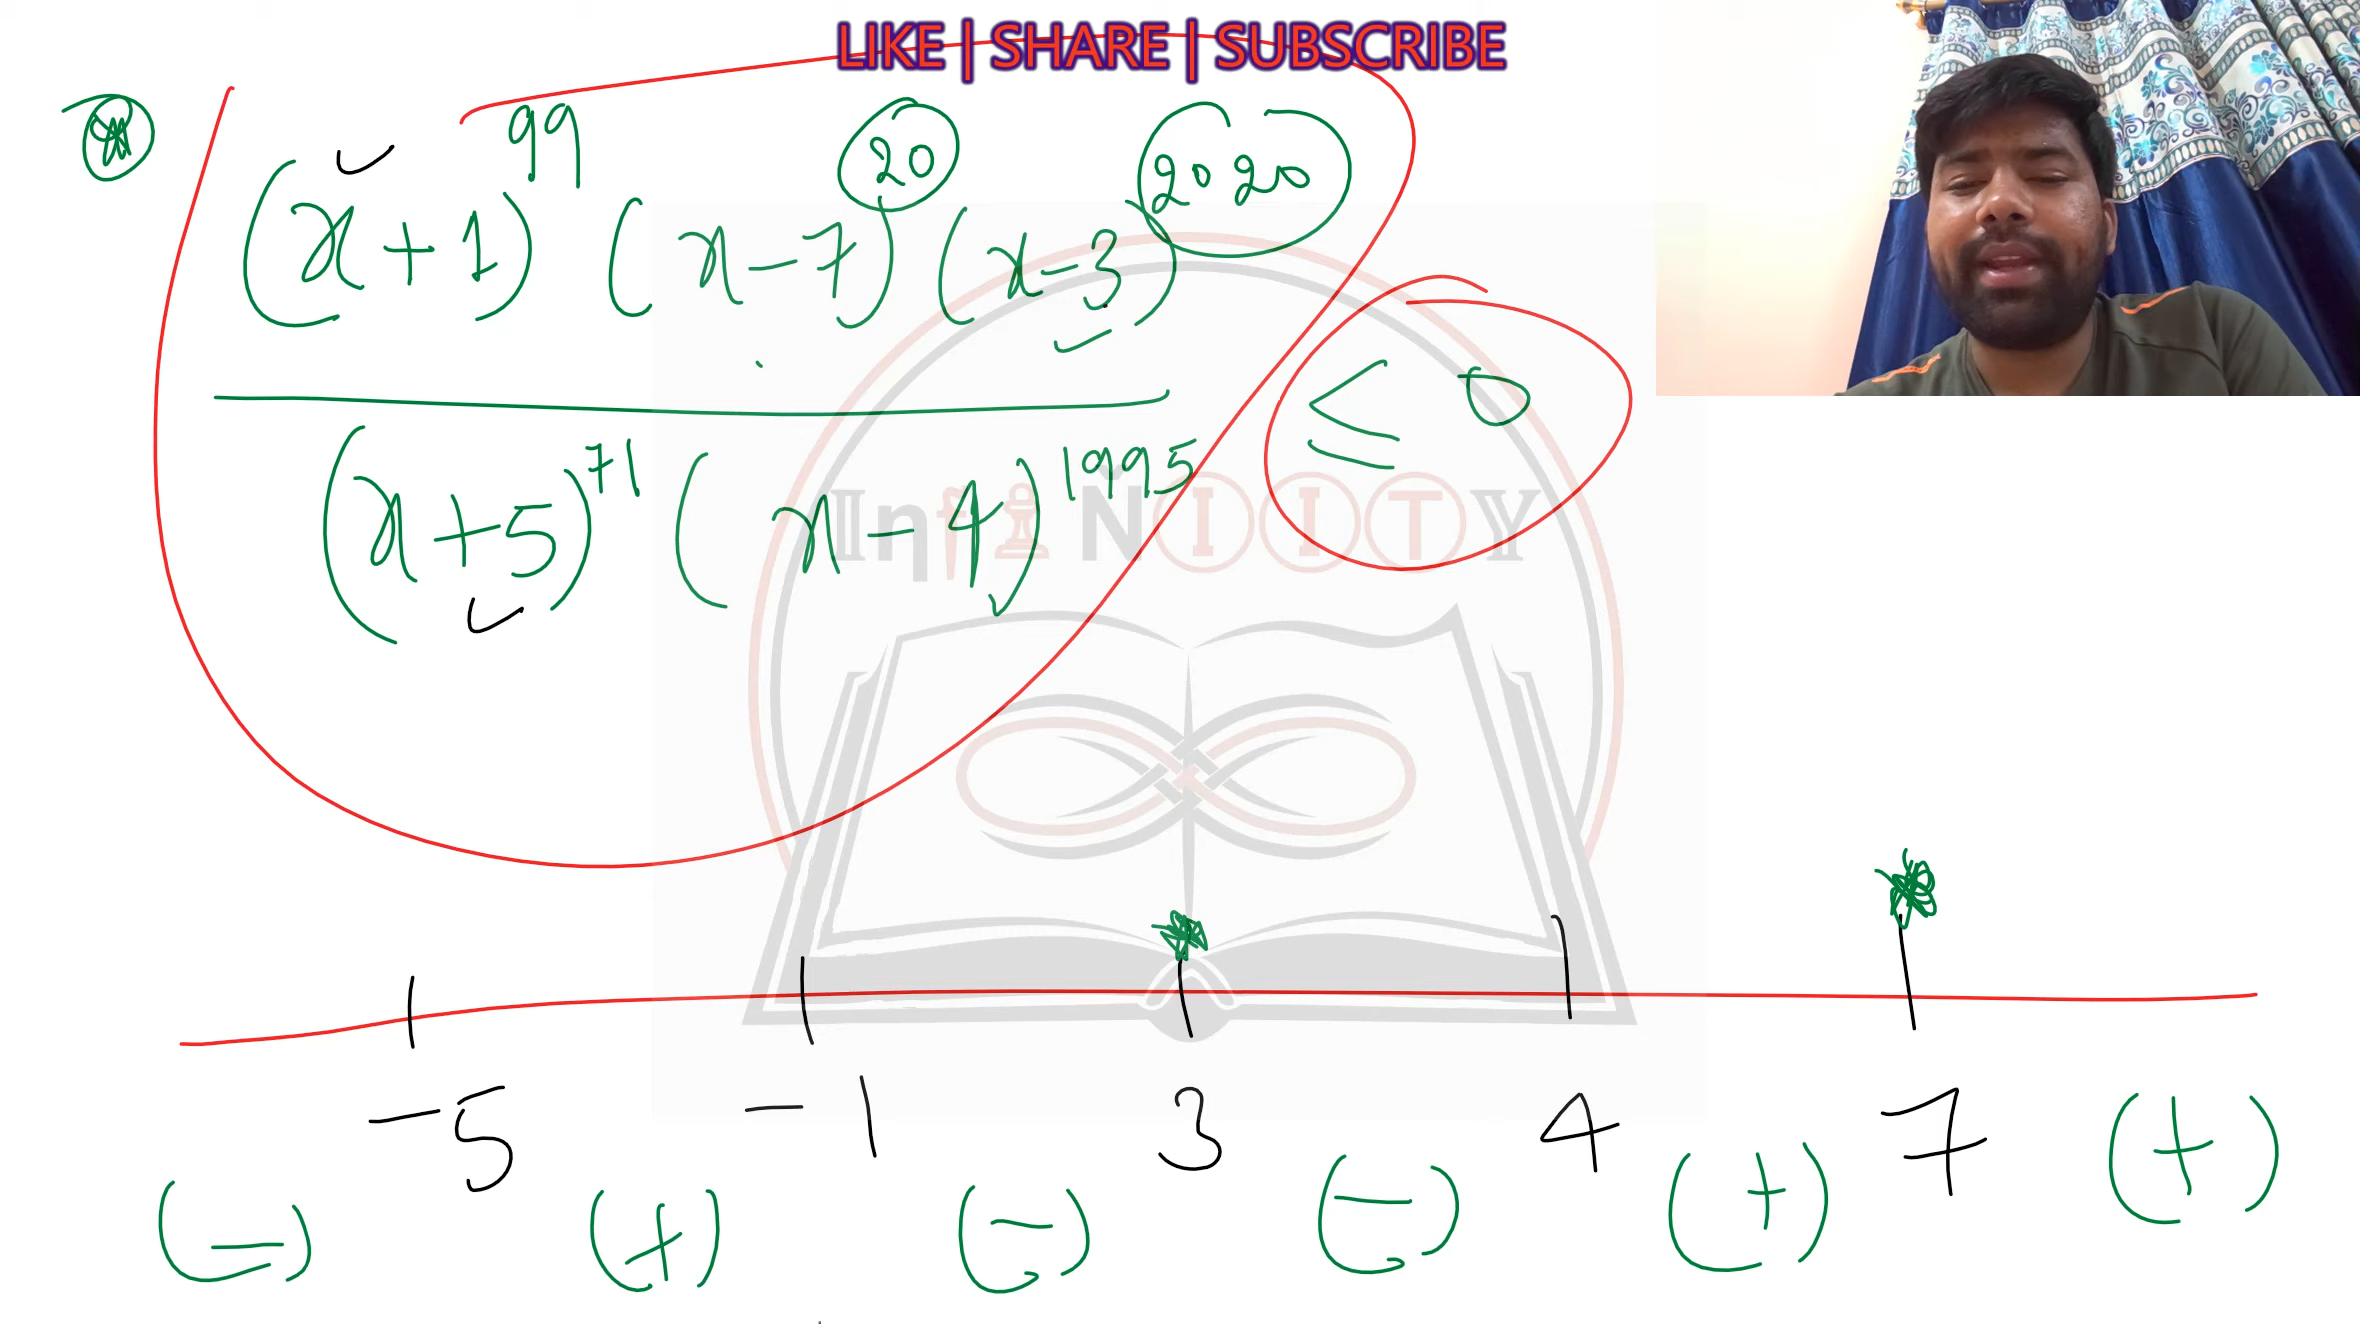 LIKE | SHARE | SUBSCRIBE
(x+1)^99 (x-7)^20 (x-3)^2020
(x+5)^71 (x-4)^1995
≤ 0
InfiNIITY
-5 -1 3 4 7
(-) (+) (-) (-) (+) (+)